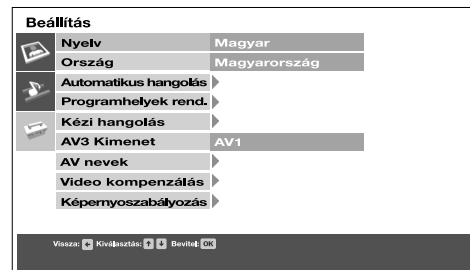 Beállítás
Nyelv Magyar
Ország Magyarország
Automatikus hangolás
Programhelyek rend.
Kézi hangolás
AV3 Kimenet AV1
AV nevek
Video kompenzálás
Képernyoszabályozás
Vissza: Kiválasztás: Bevitel: OK